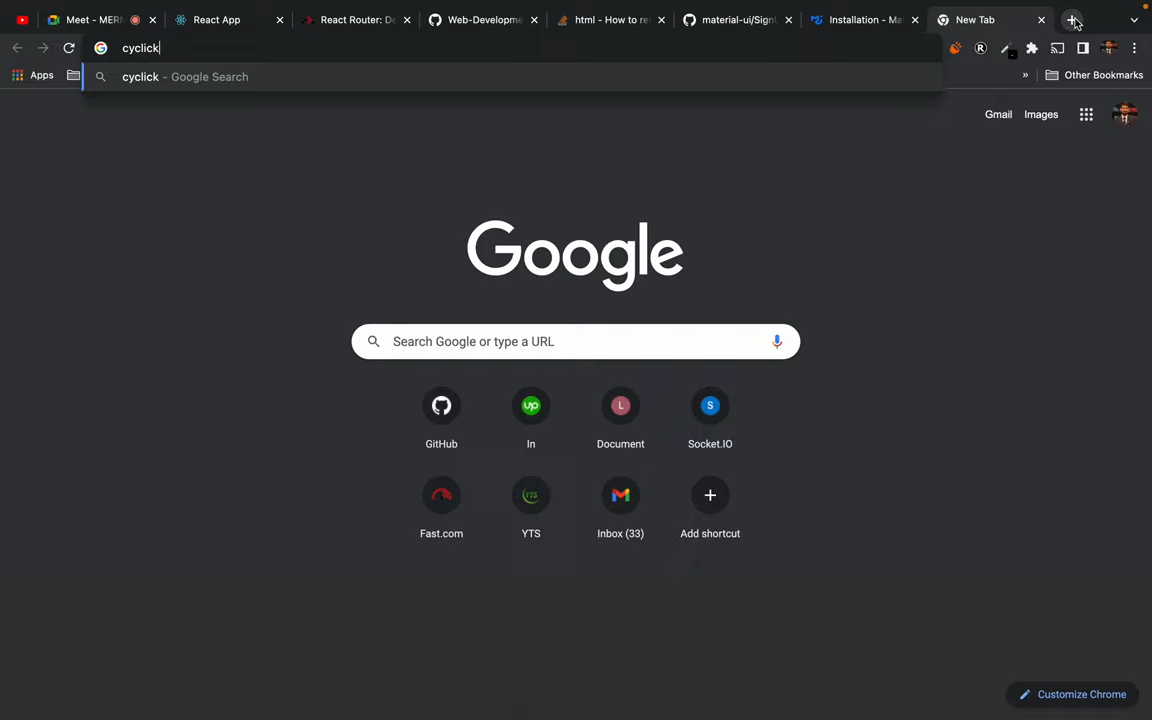 Meet - MERN
React App
React Router: De
Web-Developme
html - How to re
material-ui/SignU
Installation - Ma
New Tab
cyclick
Apps
cyclick - Google Search
» Other Bookmarks
Gmail Images
Google
Search Google or type a URL
GitHub In Document Socket.IO
Fast.com YTS Inbox (33) Add shortcut
Customize Chrome